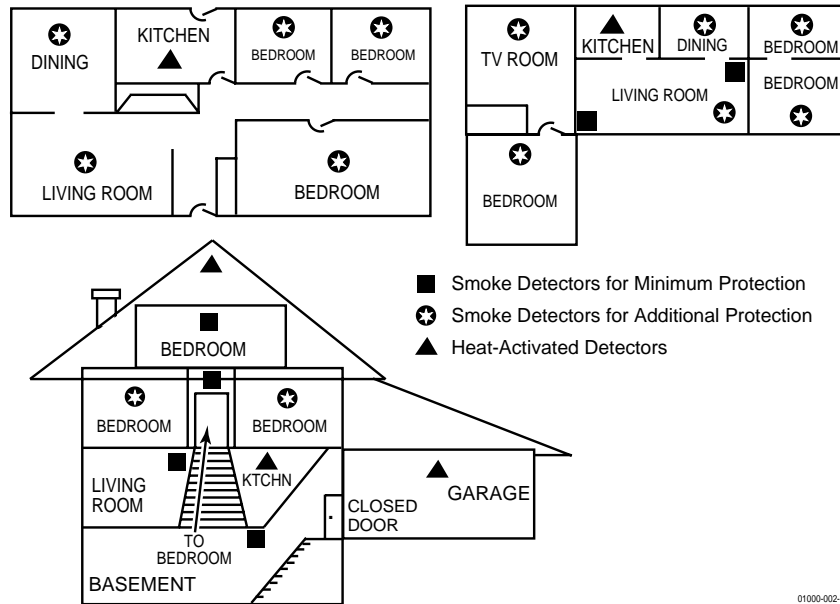 DINING
KITCHEN
BEDROOM
BEDROOM
LIVING ROOM
BEDROOM
TV ROOM
KITCHEN
DINING
BEDROOM
LIVING ROOM
BEDROOM
BEDROOM
Smoke Detectors for Minimum Protection
Smoke Detectors for Additional Protection
Heat-Activated Detectors
BEDROOM
BEDROOM
BEDROOM
LIVING
ROOM
KTCHN
TO
BEDROOM
BASEMENT
CLOSED
DOOR
GARAGE